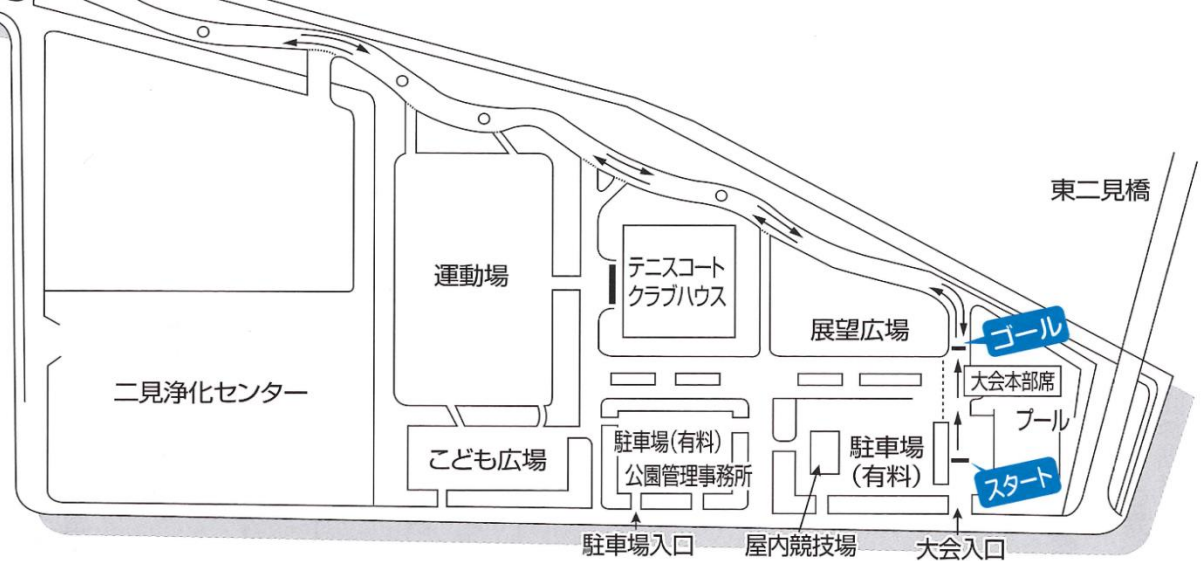 東二見橋
運動場
テニスコート
クラブハウス
展望広場
ゴール
大会本部席
プール
二見浄化センター
こども広場
駐車場(有料)
公園管理事務所
駐車場
(有料)
スタート
駐車場入口
屋内競技場
大会入口